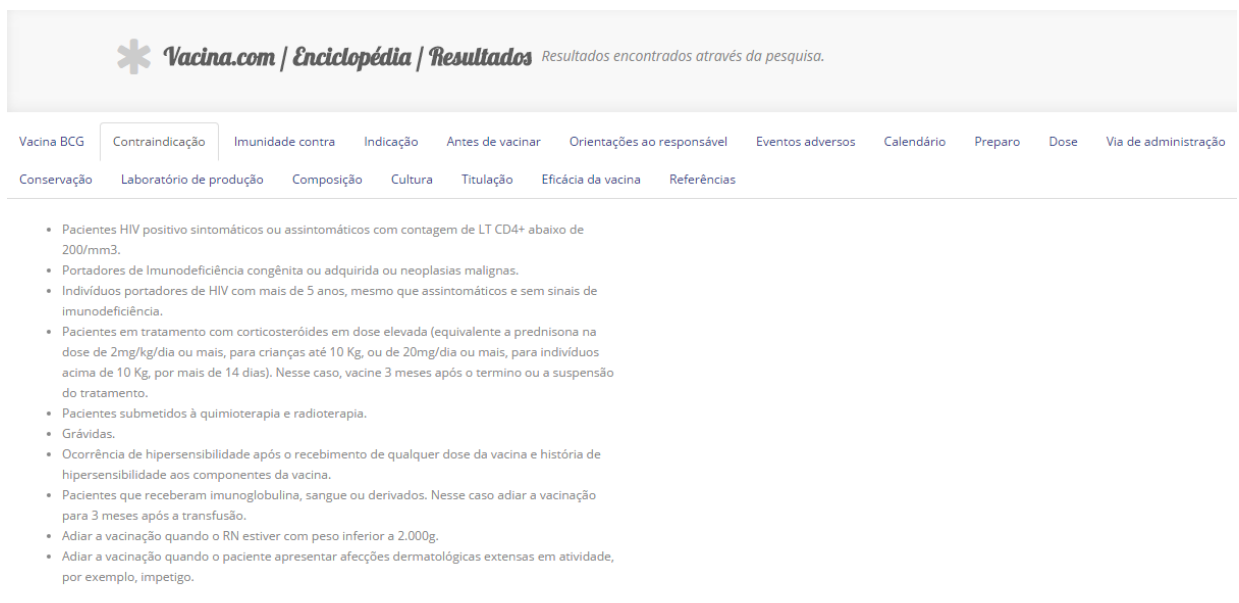 Vacina.com / Enciclopédia / Resultados Resultados encontrados através da pesquisa.
Vacina BCG Contraindicação Imunidade contra Indicação Antes de vacinar Orientações ao responsável Eventos adversos Calendário Preparo Dose Via de administração
Conservação Laboratório de produção Composição Cultura Titulação Eficácia da vacina Referências
• Pacientes HIV positivo sintomáticos ou assintomáticos com contagem de LT CD4+ abaixo de
200/mm3.
• Portadores de Imunodeficiência congênita ou adquirida ou neoplasias malignas.
• Indivíduos portadores de HIV com mais de 5 anos, mesmo que assintomáticos e sem sinais de
imunodeficiência.
• Pacientes em tratamento com corticosteróides em dose elevada (equivalente a prednisona na
dose de 2mg/kg/dia ou mais, para crianças até 10 Kg, ou de 20mg/dia ou mais, para indivíduos
acima de 10 Kg, por mais de 14 dias). Nesse caso, vacine 3 meses após o termino ou a suspensão
do tratamento.
• Pacientes submetidos à quimioterapia e radioterapia.
• Grávidas.
• Ocorrência de hipersensibilidade após o recebimento de qualquer dose da vacina e história de
hipersensibilidade aos componentes da vacina.
• Pacientes que receberam imunoglobulina, sangue ou derivados. Nesse caso adiar a vacinação
para 3 meses após a transfusão.
• Adiar a vacinação quando o RN estiver com peso inferior a 2.000g.
• Adiar a vacinação quando o paciente apresentar afecções dermatológicas extensas em atividade,
por exemplo, impetigo.